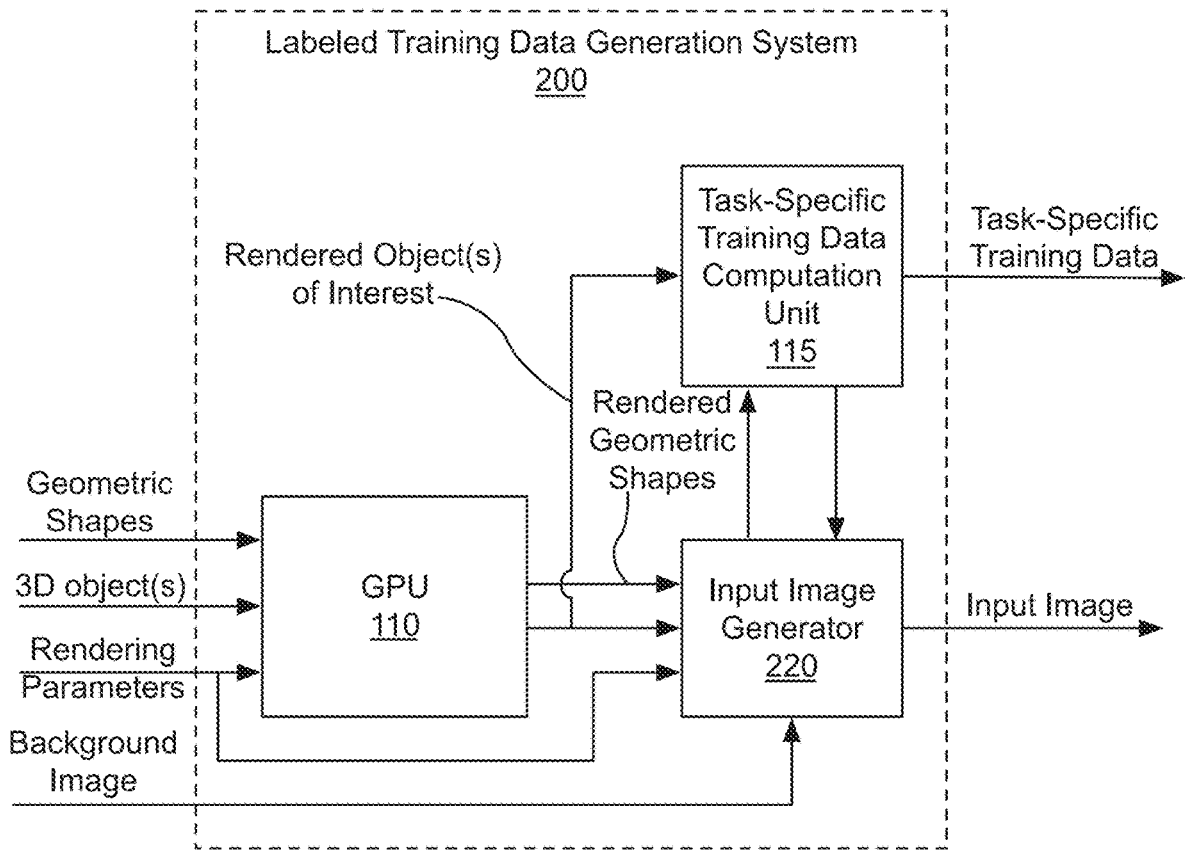 Labeled Training Data Generation System
200
Task-Specific
Training Data
Computation
Unit
115
Task-Specific
Training Data
Rendered Object(s)
of Interest
Rendered
Geometric
Shapes
Geometric
Shapes
3D object(s)
Rendering
Parameters
Background
Image
GPU
110
Input Image
Generator
220
Input Image